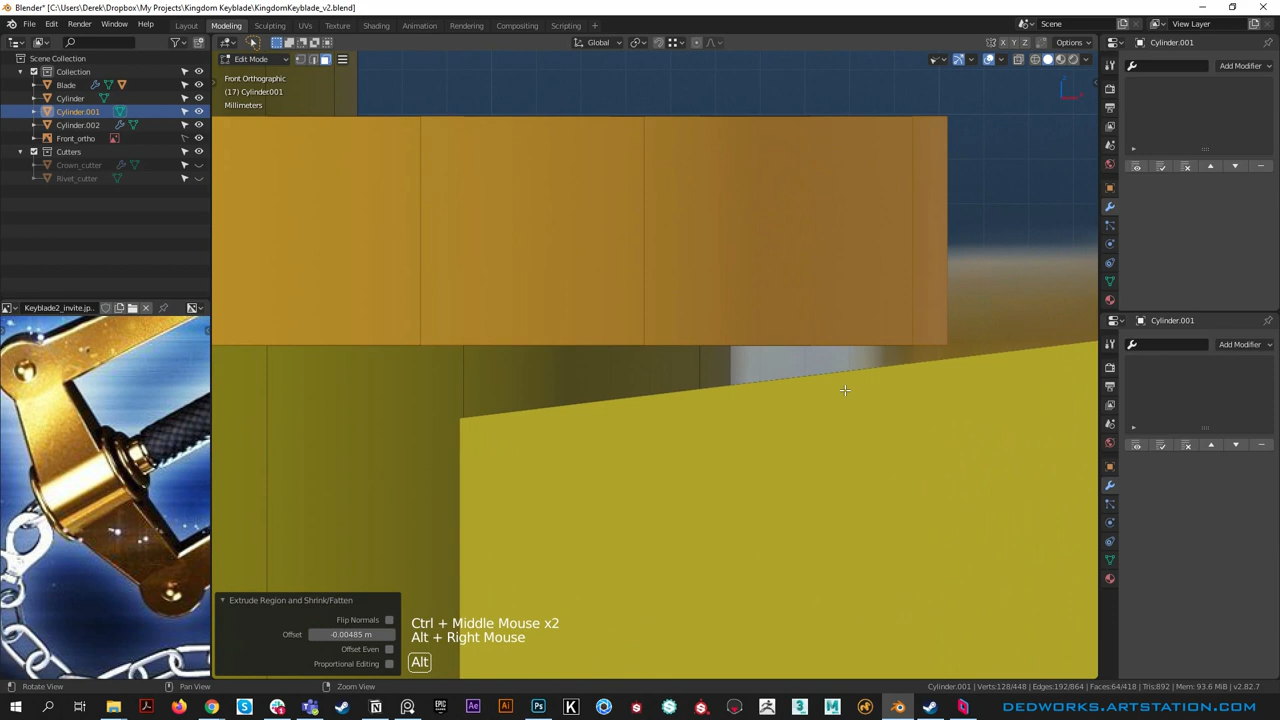 Blender* [C:\Users\Derek\Dropbox\My Projects\Kingdom Keyblade\KingdomKeyblade_v2.blend]
File Edit Render Window Help Layout Modeling Sculpting UVs Texture Shading Animation Rendering Compositing Scripting Scene View Layer
Global X Y Z Options
Scene Collection
Collection
Blade
Cylinder
Cylinder.001
Cylinder.002
Front_ortho
Cutters
Crown_cutter
Rivet_cutter
Keyblade2_invite.jp..
Edit Mode
Front Orthographic
(17) Cylinder.001
Millimeters
Cylinder.001
Add Modifier
Cylinder.001
Add Modifier
Extrude Region and Shrink/Fatten
Flip Normals
Offset -0.00485 m
Offset Even
Proportional Editing
Ctrl + Middle Mouse x2
Alt + Right Mouse
Alt
Rotate View Pan View Zoom View Cylinder.001 | Verts:128/448 | Edges:192/864 | Faces:64/418 | Tris:892 | Mem: 93.6 MiB | v2.82.7
DEDWORKS.ARTSTATION.COM